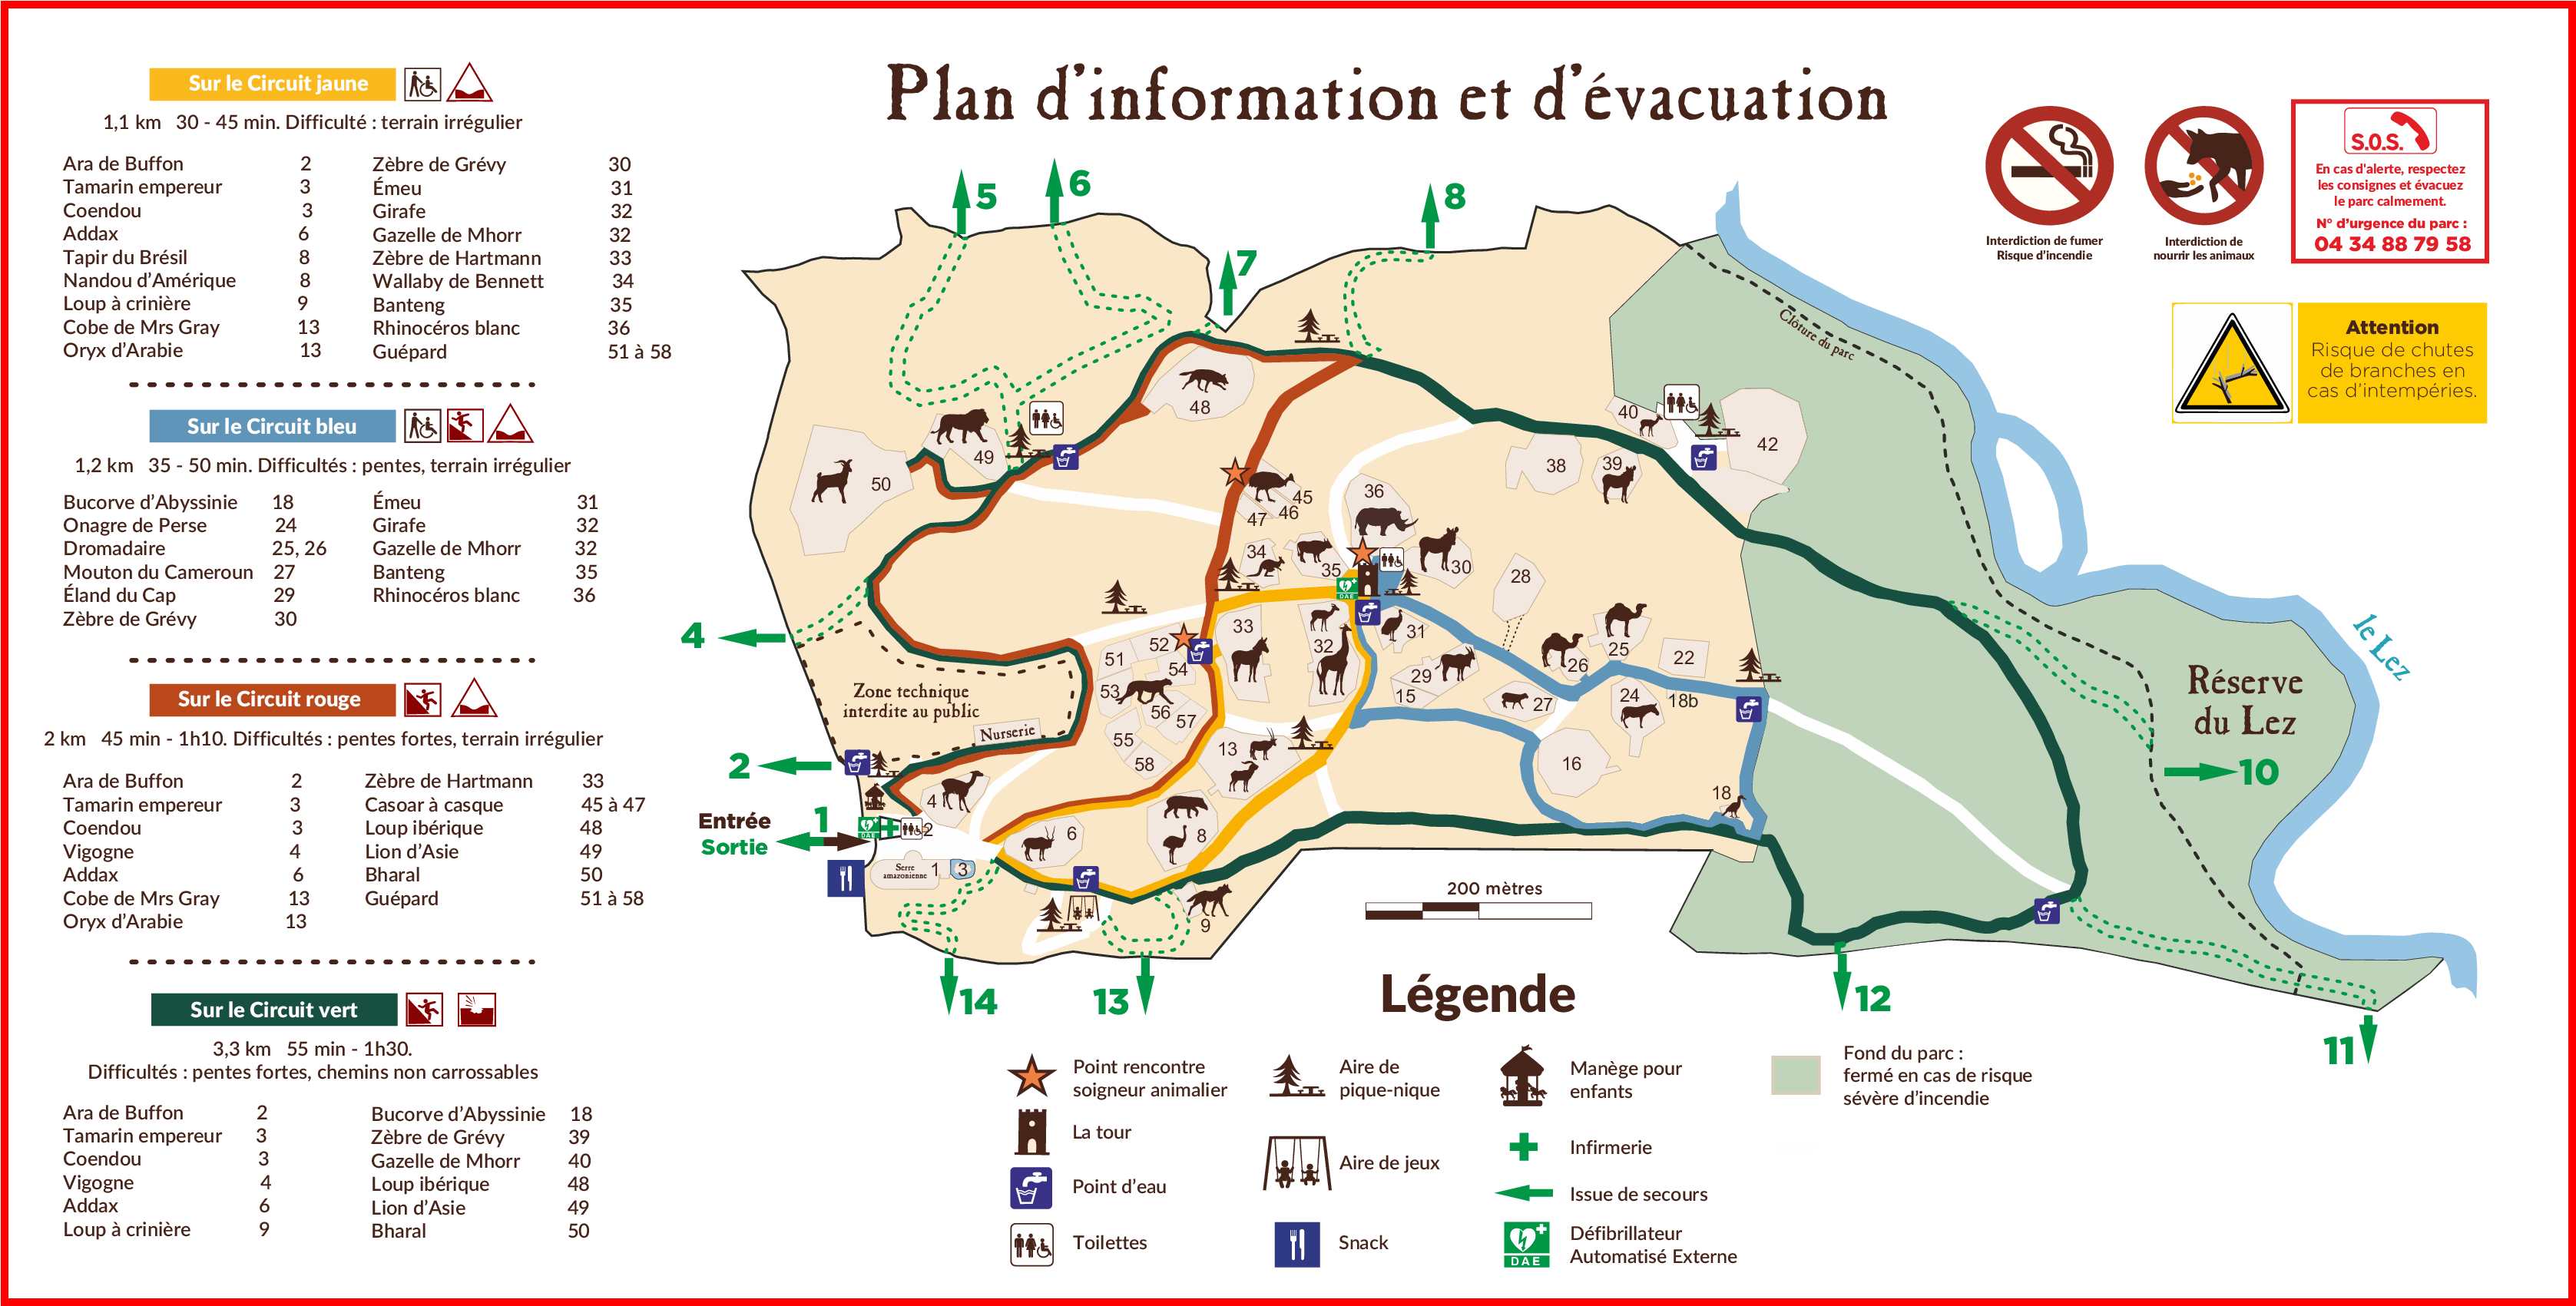 Plan d'information et d'évacuation
Sur le Circuit jaune
1,1 km 30 - 45 min. Difficulté : terrain irrégulier
Ara de Buffon 2
Tamarin empereur 3
Coendou 3
Addax 6
Tapir du Brésil 8
Nandou d'Amérique 8
Loup à crinière 9
Cobe de Mrs Gray 13
Oryx d'Arabie 13
Zèbre de Grévy 30
Émeu 31
Girafe 32
Gazelle de Mhorr 32
Zèbre de Hartmann 33
Wallaby de Bennett 34
Banteng 35
Rhinocéros blanc 36
Guépard 51 à 58
Sur le Circuit bleu
1,2 km 35 - 50 min. Difficultés : pentes, terrain irrégulier
Bucorve d'Abyssinie 18
Onagre de Perse 24
Dromadaire 25, 26
Mouton du Cameroun 27
Éland du Cap 29
Zèbre de Grévy 30
Émeu 31
Girafe 32
Gazelle de Mhorr 32
Banteng 35
Rhinocéros blanc 36
Sur le Circuit rouge
2 km 45 min - 1h10. Difficultés : pentes fortes, terrain irrégulier
Ara de Buffon 2
Tamarin empereur 3
Coendou 3
Vigogne 4
Addax 6
Cobe de Mrs Gray 13
Oryx d'Arabie 13
Zèbre de Hartmann 33
Casoar à casque 45 à 47
Loup ibérique 48
Lion d'Asie 49
Bharal 50
Guépard 51 à 58
Sur le Circuit vert
3,3 km 55 min - 1h30.
Difficultés : pentes fortes, chemins non carrossables
Ara de Buffon 2
Tamarin empereur 3
Coendou 3
Vigogne 4
Addax 6
Loup à crinière 9
Bucorve d'Abyssinie 18
Zèbre de Grévy 39
Gazelle de Mhorr 40
Loup ibérique 48
Lion d'Asie 49
Bharal 50
Interdiction de fumer
Risque d'incendie
Interdiction de
nourrir les animaux
S.O.S.
En cas d'alerte, respectez
les consignes et évacuez
le parc calmement.
N° d'urgence du parc :
04 34 88 79 58
Attention
Risque de chutes
de branches en
cas d'intempéries.
5
6
7
8
Clôture du parc
48
49
50
40
42
38
39
36
45
46
47
34
35
30
28
4
52
51
54
53
56
57
55
58
33
32
31
29
15
26
25
22
27
24
18b
16
18
13
Zone technique
interdite au public
Nurserie
2
Entrée
Sortie
1
DAE
DAE
2
4
6
8
9
Serre
amazonienne
1
3
le Lez
Réserve
du Lez
10
200 mètres
14
13
12
11
Légende
Point rencontre
soigneur animalier
La tour
Point d'eau
Toilettes
Aire de
pique-nique
Aire de jeux
Snack
Manège pour
enfants
Infirmerie
Issue de secours
DAE
Défibrillateur
Automatisé Externe
Fond du parc :
fermé en cas de risque
sévère d'incendie